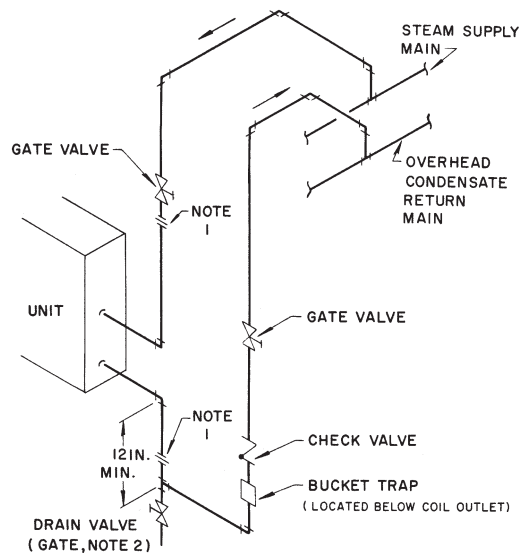 STEAM SUPPLY
MAIN
GATE VALVE
OVERHEAD
CONDENSATE
RETURN
MAIN
NOTE
1
UNIT
GATE VALVE
NOTE
1
12IN.
MIN.
CHECK VALVE
BUCKET TRAP
(LOCATED BELOW COIL OUTLET)
DRAIN VALVE
(GATE, NOTE 2)